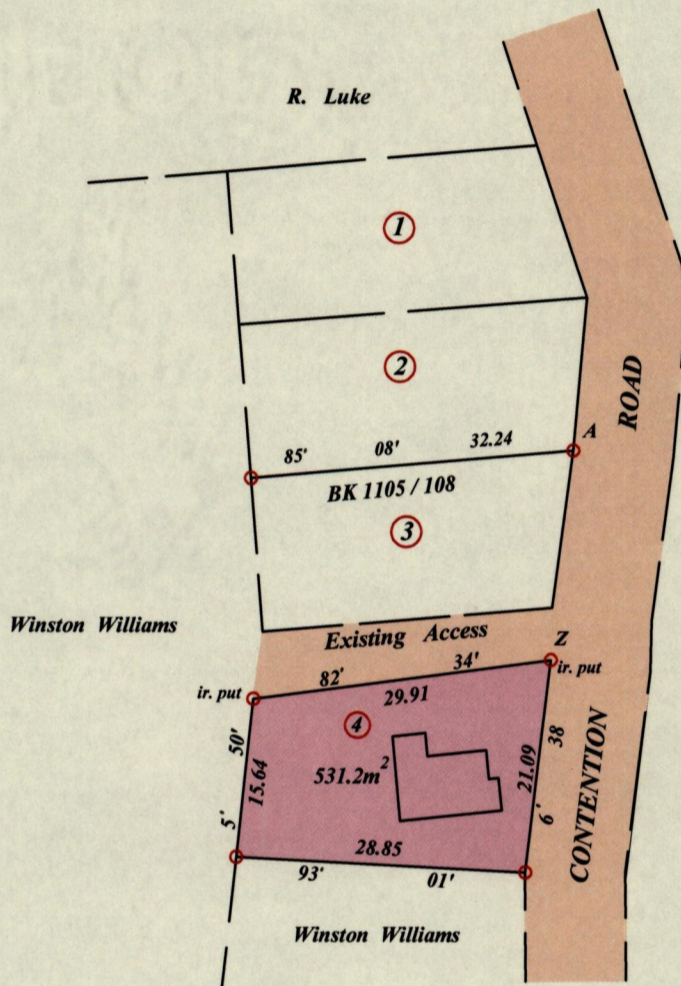 R. Luke
1
2
ROAD
A
85' 08' 32.24
BK 1105 / 108
3
Winston Williams
Existing Access
Z
82' 34'
ir. put
ir. put
29.91
4
50'
15.64
5'
531.2m²
21.09
38
6'
CONTENTION
28.85
93' 01'
Winston Williams